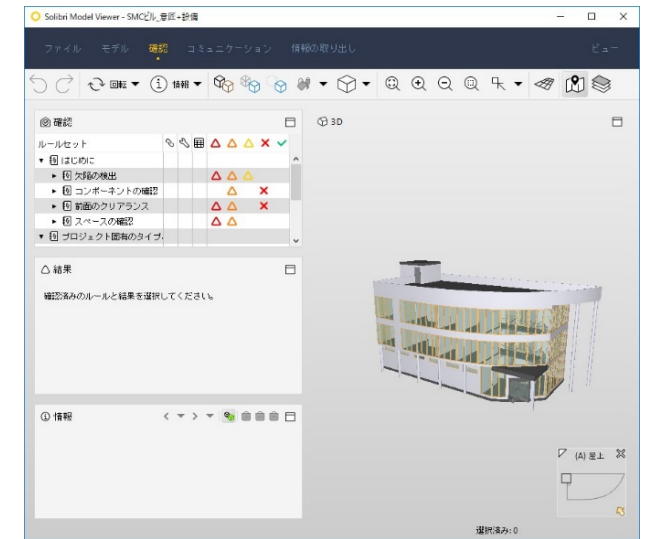 Solibri Model Viewer - SMCビル_意匠+設備
ファイル モデル 確認 コミュニケーション 情報の取り出し ビュー
回転 情報
確認
3D
ルールセット
はじめに
欠陥の検出
コンポーネントの確認
前面のクリアランス
スペースの確認
プロジェクト固有のタイプ.
結果
確認済みのルールと結果を選択してください。
情報
(A) 屋上
選択済み: 0